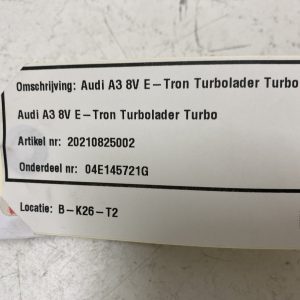 Omschrijving: Audi A3 8V E-Tron Turbolader Turbo
Audi A3 8V E-Tron Turbolader Turbo
Artikel nr: 20210825002
Onderdeel nr: 04E145721G
Locatie: B-K26-T2